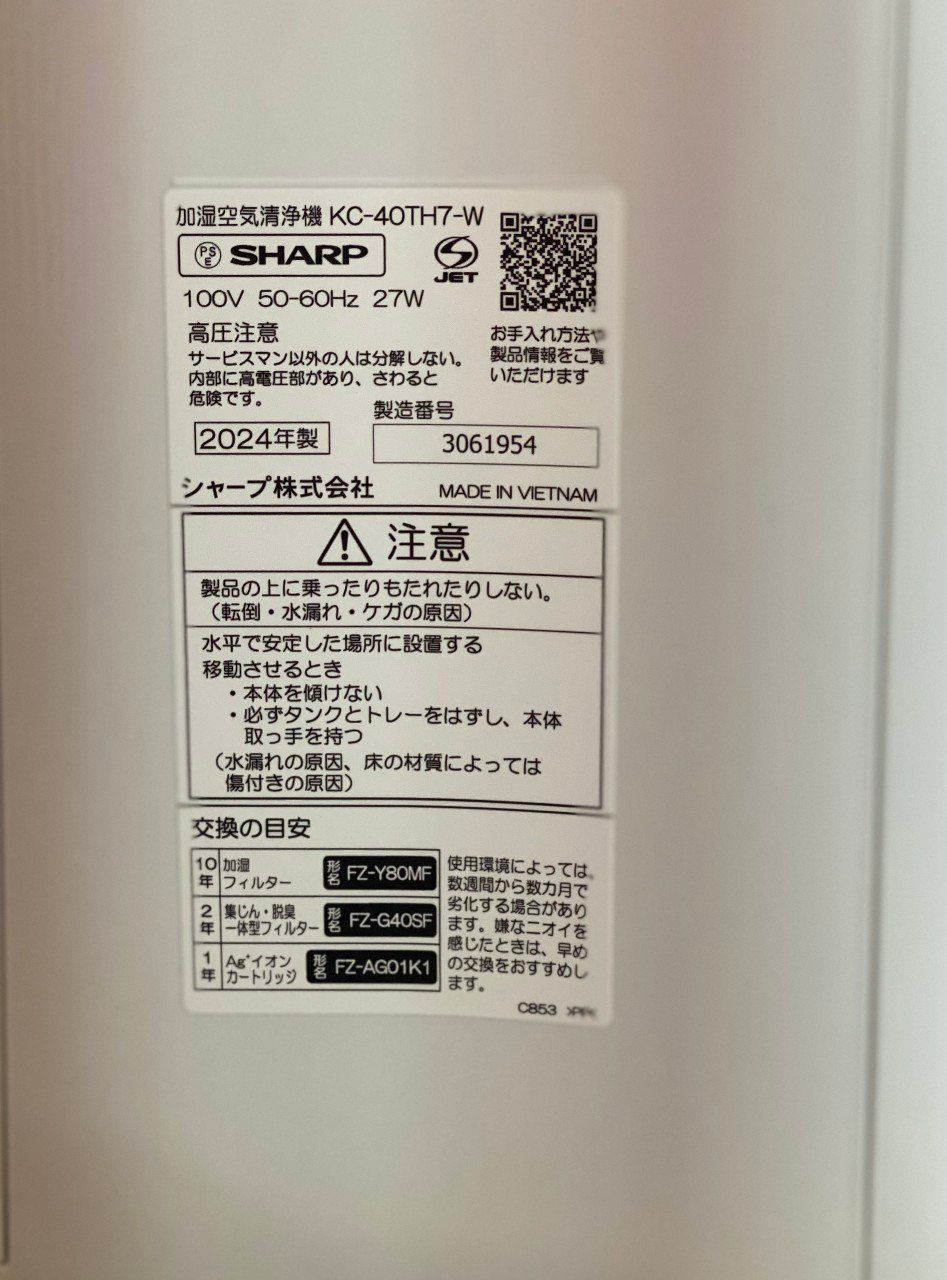 加湿空気清浄機 KC-40TH7-W
PSE SHARP
JET
100V 50-60Hz 27W
高圧注意
サービスマン以外の人は分解しない。
内部に高電圧部があり、さわると
危険です。
お手入れ方法や
製品情報をご覧
いただけます
2024年製
製造番号
3061954
シャープ株式会社
MADE IN VIETNAM
注意
製品の上に乗ったりもたれたりしない。
（転倒・水漏れ・ケガの原因）
水平で安定した場所に設置する
移動させるとき
・本体を傾けない
・必ずタンクとトレーをはずし、本体
取っ手を持つ
（水漏れの原因、床の材質によっては
傷付きの原因）
交換の目安
10年 加湿フィルター 形名 FZ-Y80MF
2年 集じん・脱臭一体型フィルター 形名 FZ-G40SF
1年 Ag⁺イオンカートリッジ 形名 FZ-AG01K1
使用環境によっては、
数週間から数カ月で
劣化する場合があり
ます。嫌なニオイを
感じたときは、早め
の交換をおすすめし
ます。
C853